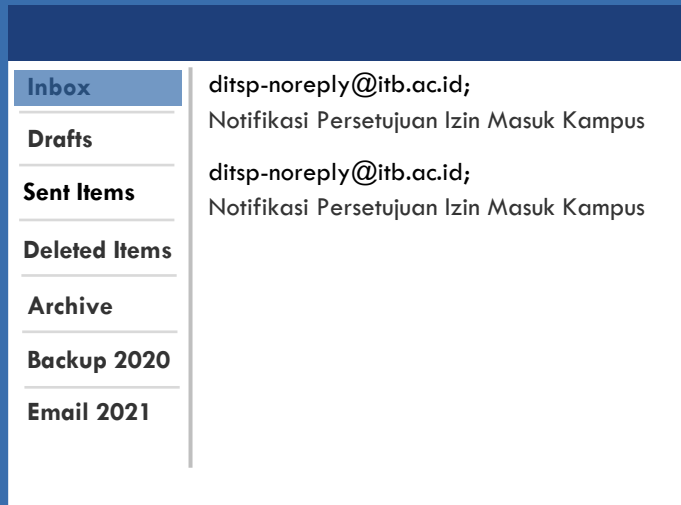 Inbox
Drafts
Sent Items
Deleted Items
Archive
Backup 2020
Email 2021
ditsp-noreply@itb.ac.id;
Notifikasi Persetujuan Izin Masuk Kampus
ditsp-noreply@itb.ac.id;
Notifikasi Persetujuan Izin Masuk Kampus